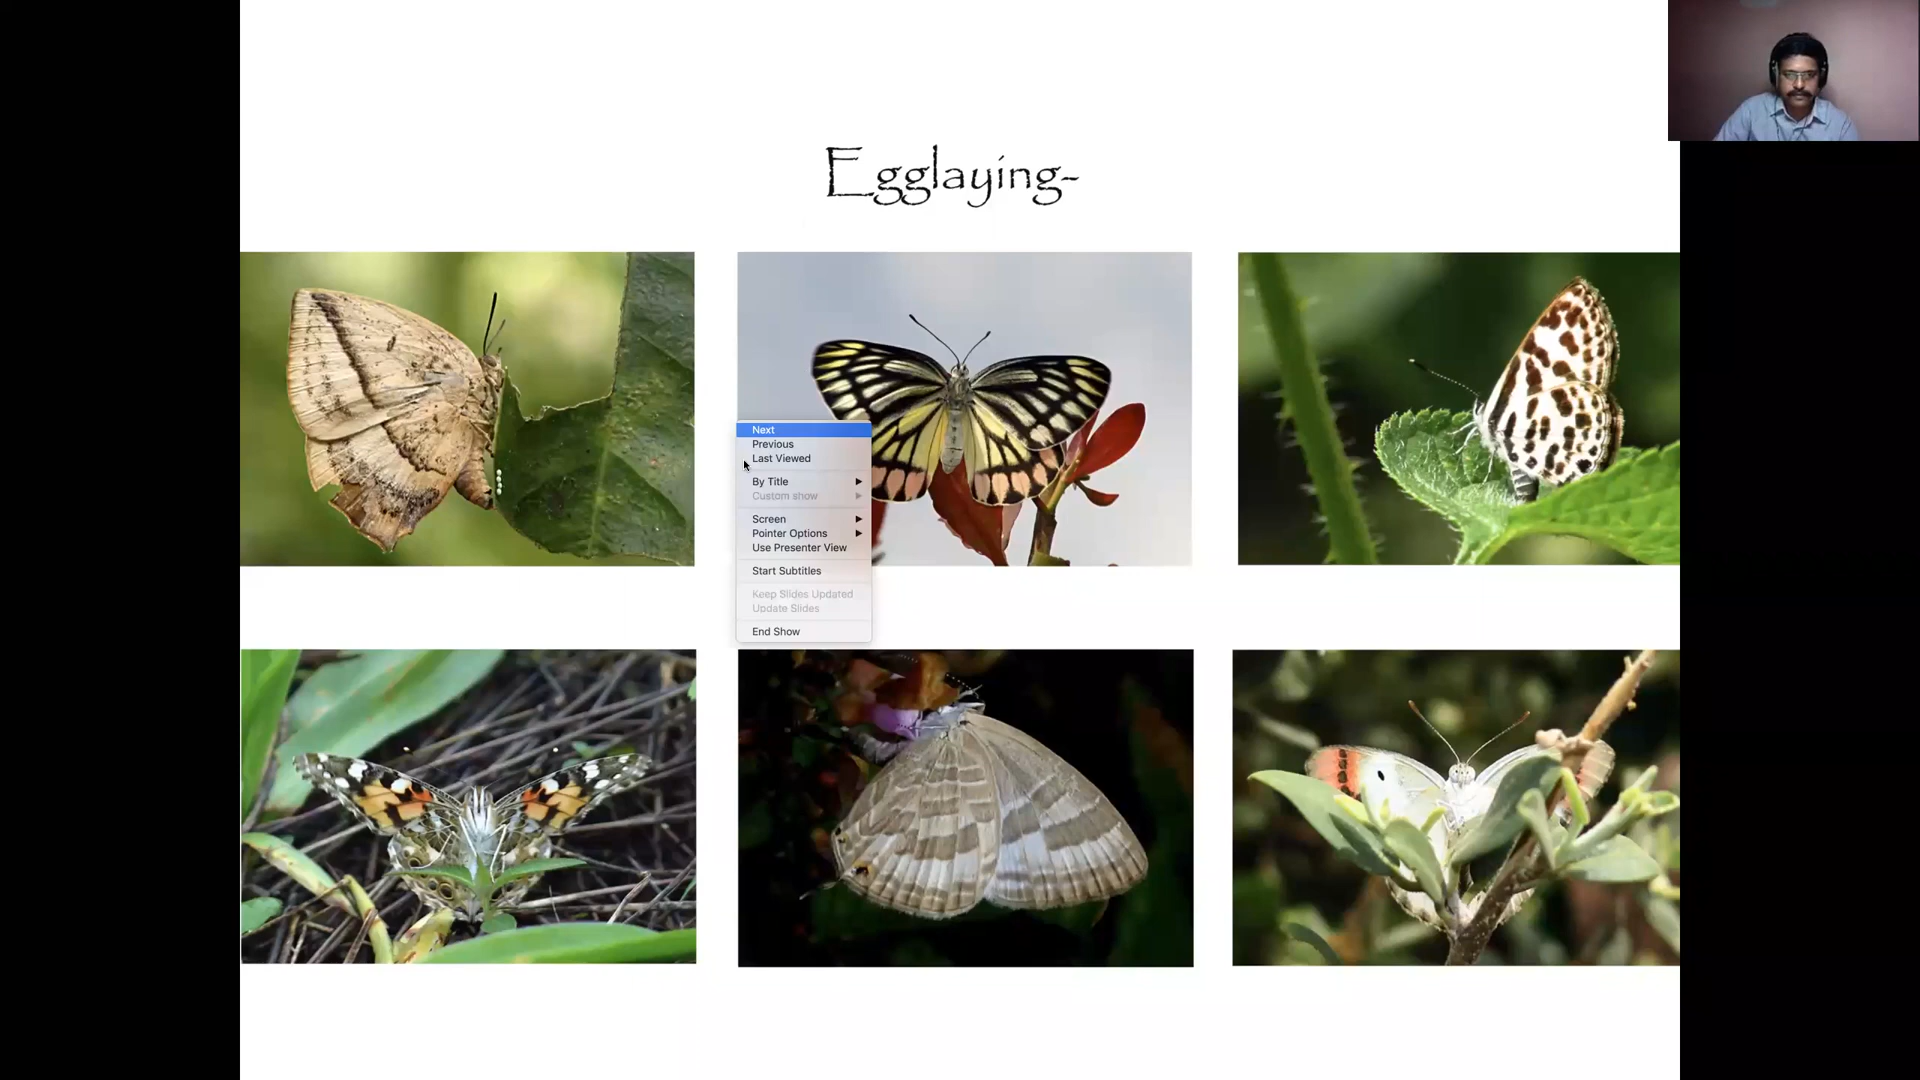 Egglaying-
Next
Previous
Last Viewed
By Title
Custom show
Screen
Pointer Options
Use Presenter View
Start Subtitles
Keep Slides Updated
Update Slides
End Show